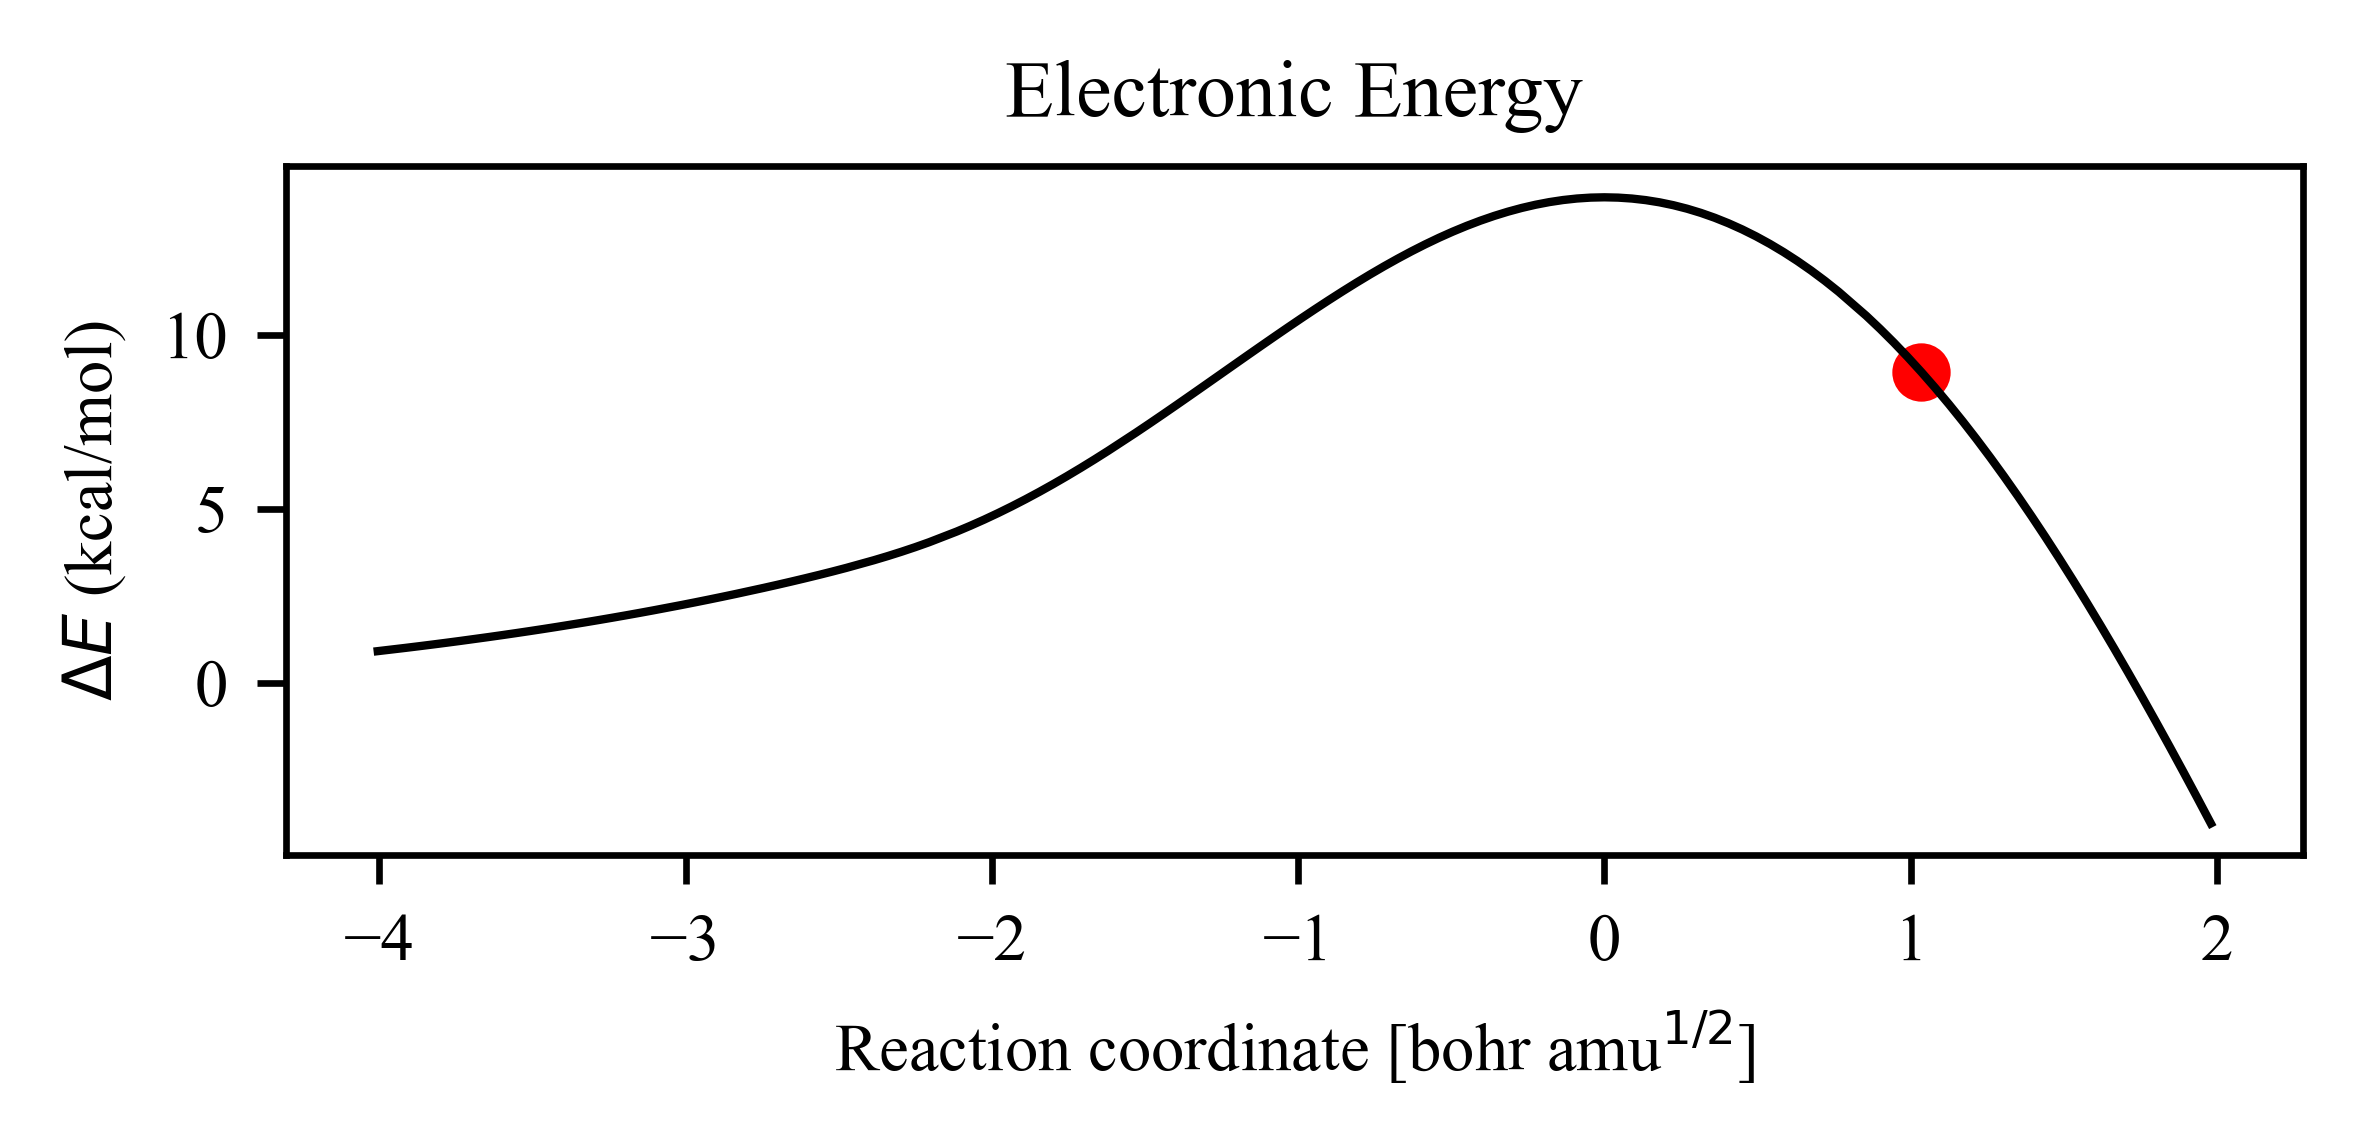 Electronic Energy
ΔE (kcal/mol)
10
5
0
−4 −3 −2 −1 0 1 2
Reaction coordinate [bohr amu^{1/2}]